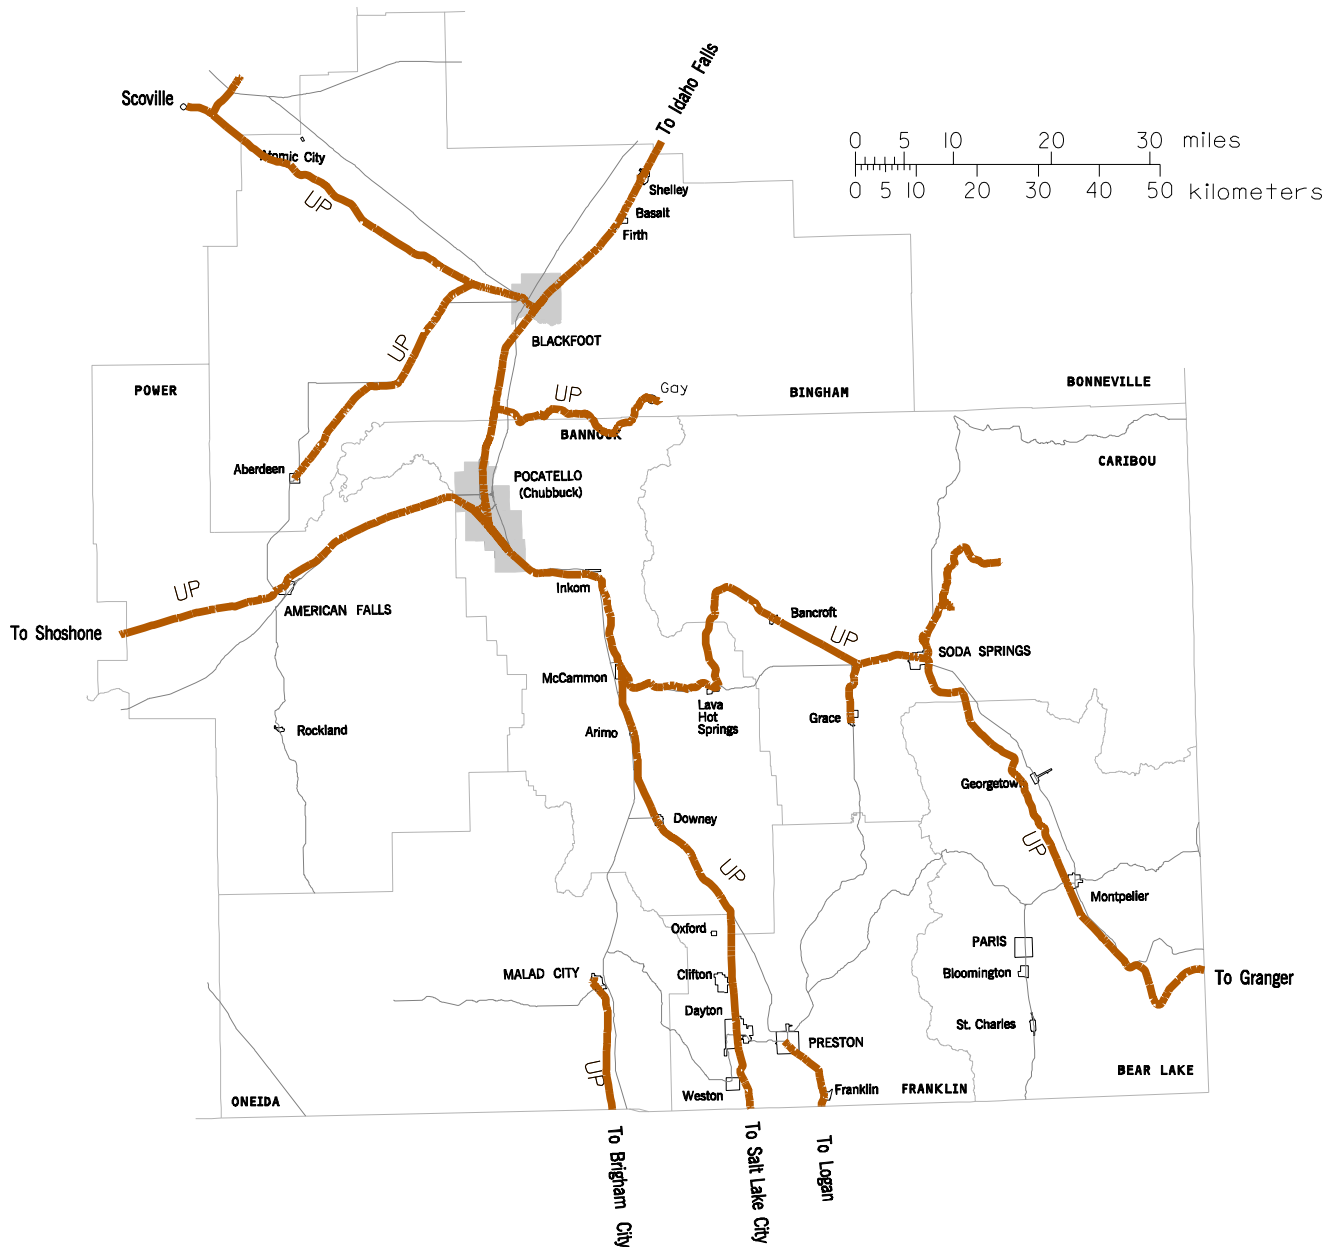 To Idaho Falls
Scoville
0 5 10 20 30 miles
0 5 10 20 30 40 50 kilometers
Atomic City
Shelley
UP
Basalt
Firth
BLACKFOOT
UP
POWER
UP
Gay
BINGHAM
BONNEVILLE
BANNOCK
CARIBOU
Aberdeen
POCATELLO
(Chubbuck)
UP
Inkom
AMERICAN FALLS
Bancroft
UP
To Shoshone
SODA SPRINGS
McCammon
Lava
Hot
Springs
Grace
Rockland
Arimo
Georgetown
Downey
UP
UP
Montpelier
Oxford
PARIS
MALAD CITY
Clifton
Bloomington
To Granger
Dayton
St. Charles
PRESTON
UP
BEAR LAKE
Weston
Franklin
FRANKLIN
ONEIDA
To Brigham City
To Salt Lake City
To Logan